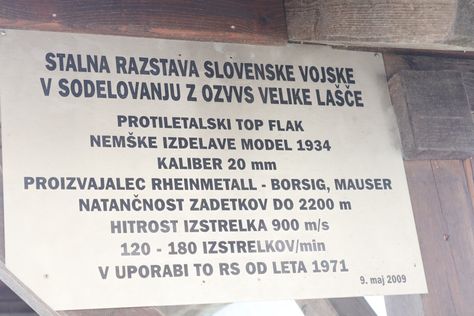 STALNA RAZSTAVA SLOVENSKE VOJSKE
V SODELOVANJU Z OZVVS VELIKE LAŠČE
PROTILETALSKI TOP FLAK
NEMŠKE IZDELAVE MODEL 1934
KALIBER 20 mm
PROIZVAJALEC RHEINMETALL - BORSIG, MAUSER
NATANČNOST ZADETKOV DO 2200 m
HITROST IZSTRELKA 900 m/s
120 - 180 IZSTRELKOV/min
V UPORABI TO RS OD LETA 1971
9. maj 2009